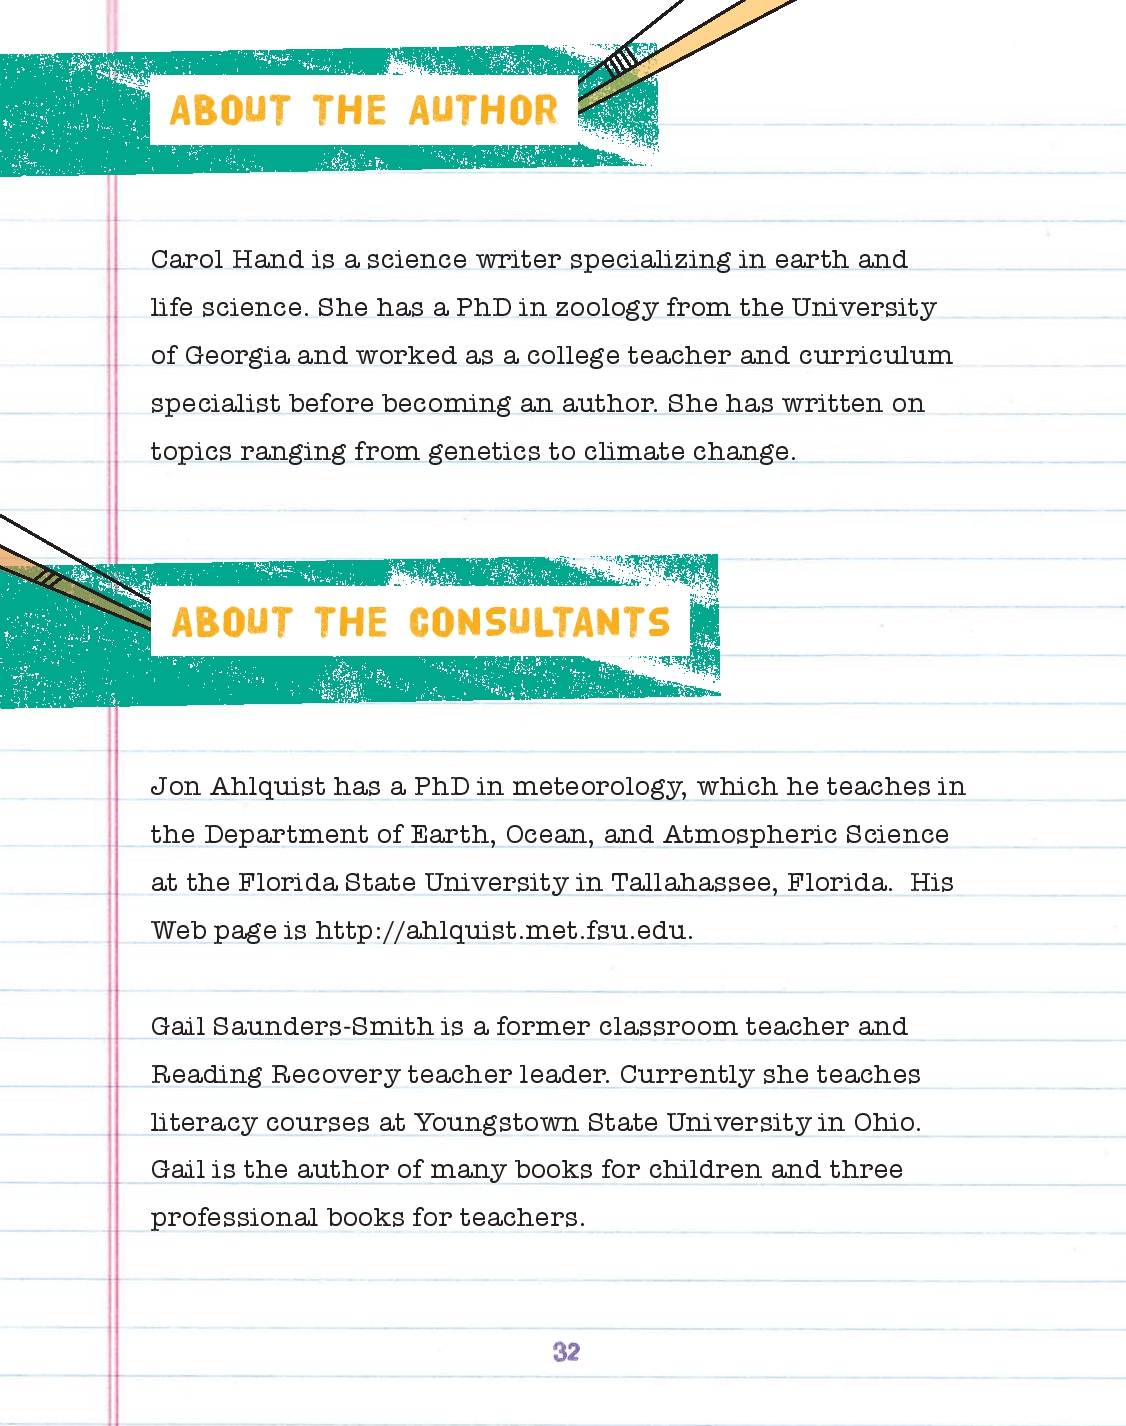 ABOUT THE AUTHOR
Carol Hand is a science writer specializing in earth and
life science. She has a PhD in zoology from the University
of Georgia and worked as a college teacher and curriculum
specialist before becoming an author. She has written on
topics ranging from genetics to climate change.
ABOUT THE CONSULTANTS
Jon Ahlquist has a PhD in meteorology, which he teaches in
the Department of Earth, Ocean, and Atmospheric Science
at the Florida State University in Tallahassee, Florida.  His
Web page is http://ahlquist.met.fsu.edu.
Gail Saunders-Smith is a former classroom teacher and
Reading Recovery teacher leader. Currently she teaches
literacy courses at Youngstown State University in Ohio.
Gail is the author of many books for children and three
professional books for teachers.
32